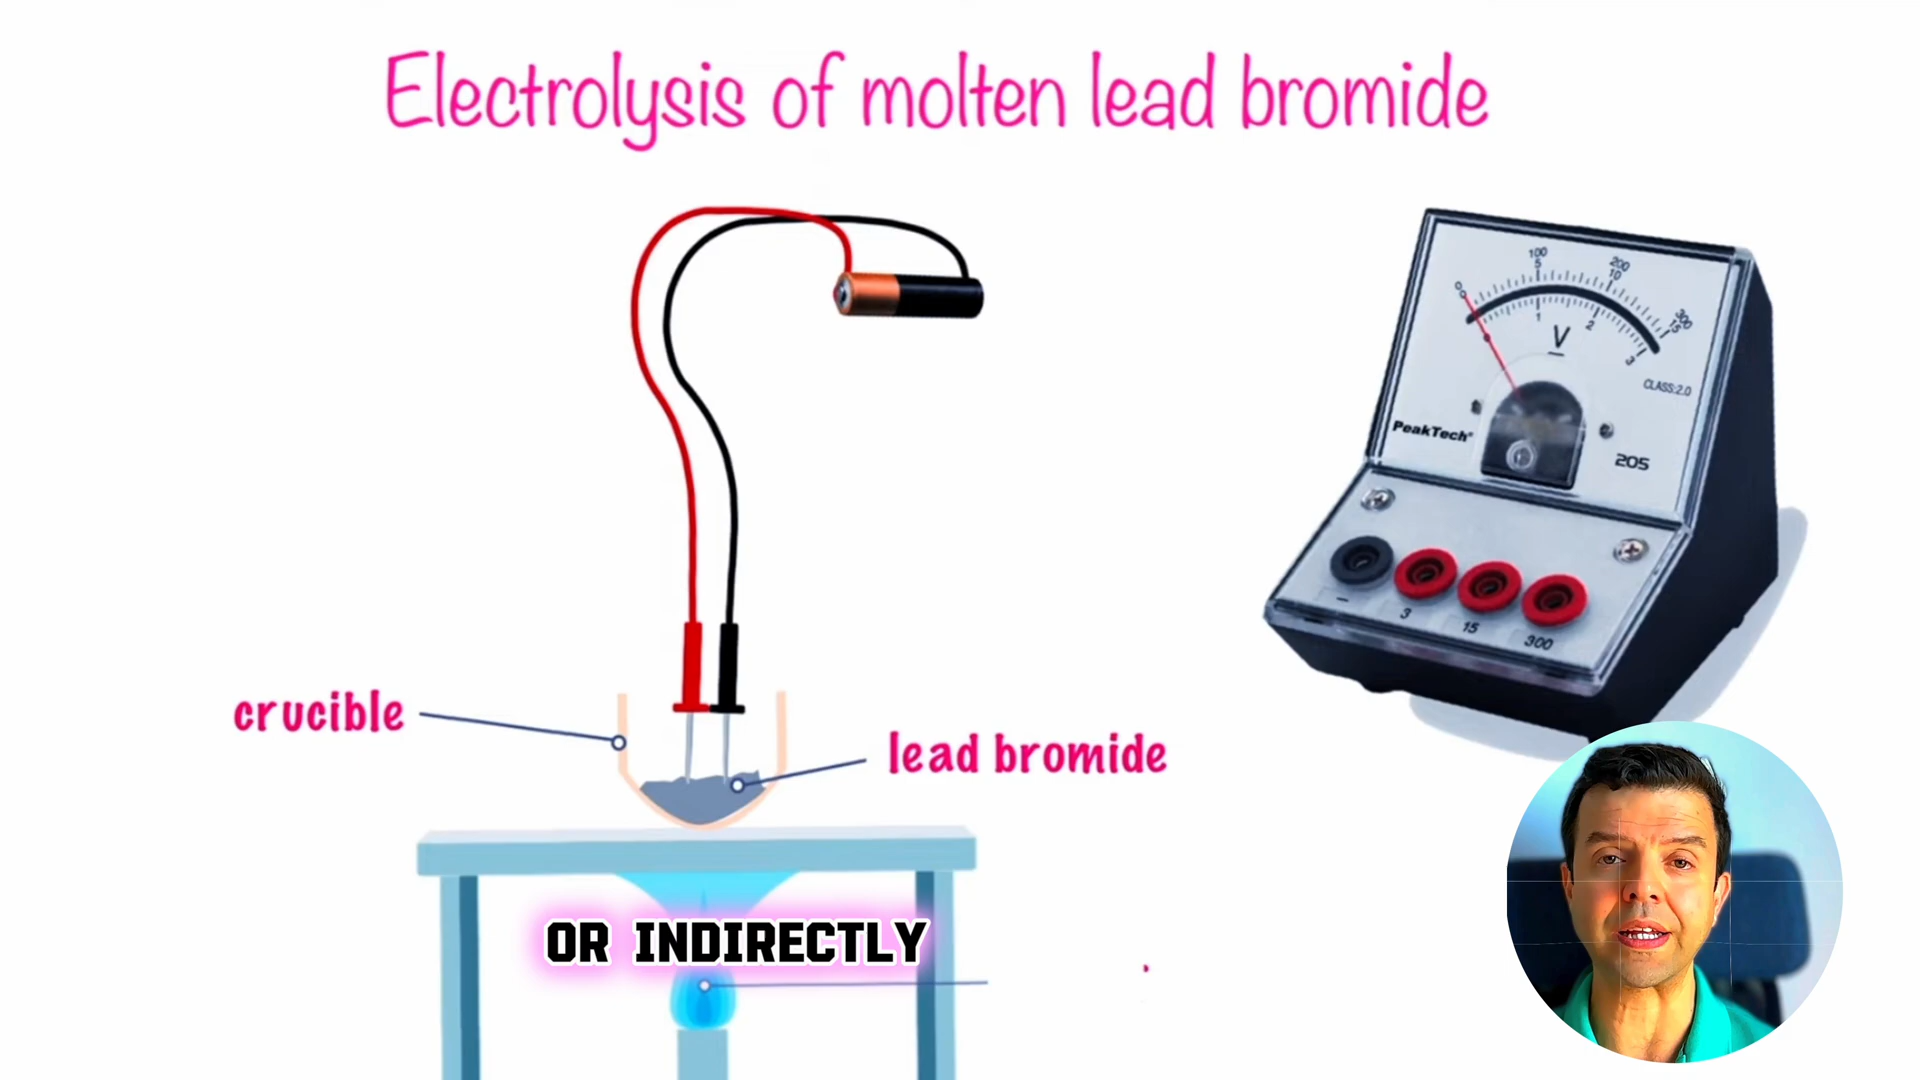 Electrolysis of molten lead bromide
0 100 200 300
0 5 10 15
1 2 3
V
CLASS:2.0
PeakTech®
205
– 3 15 300
crucible
lead bromide
OR INDIRECTLY